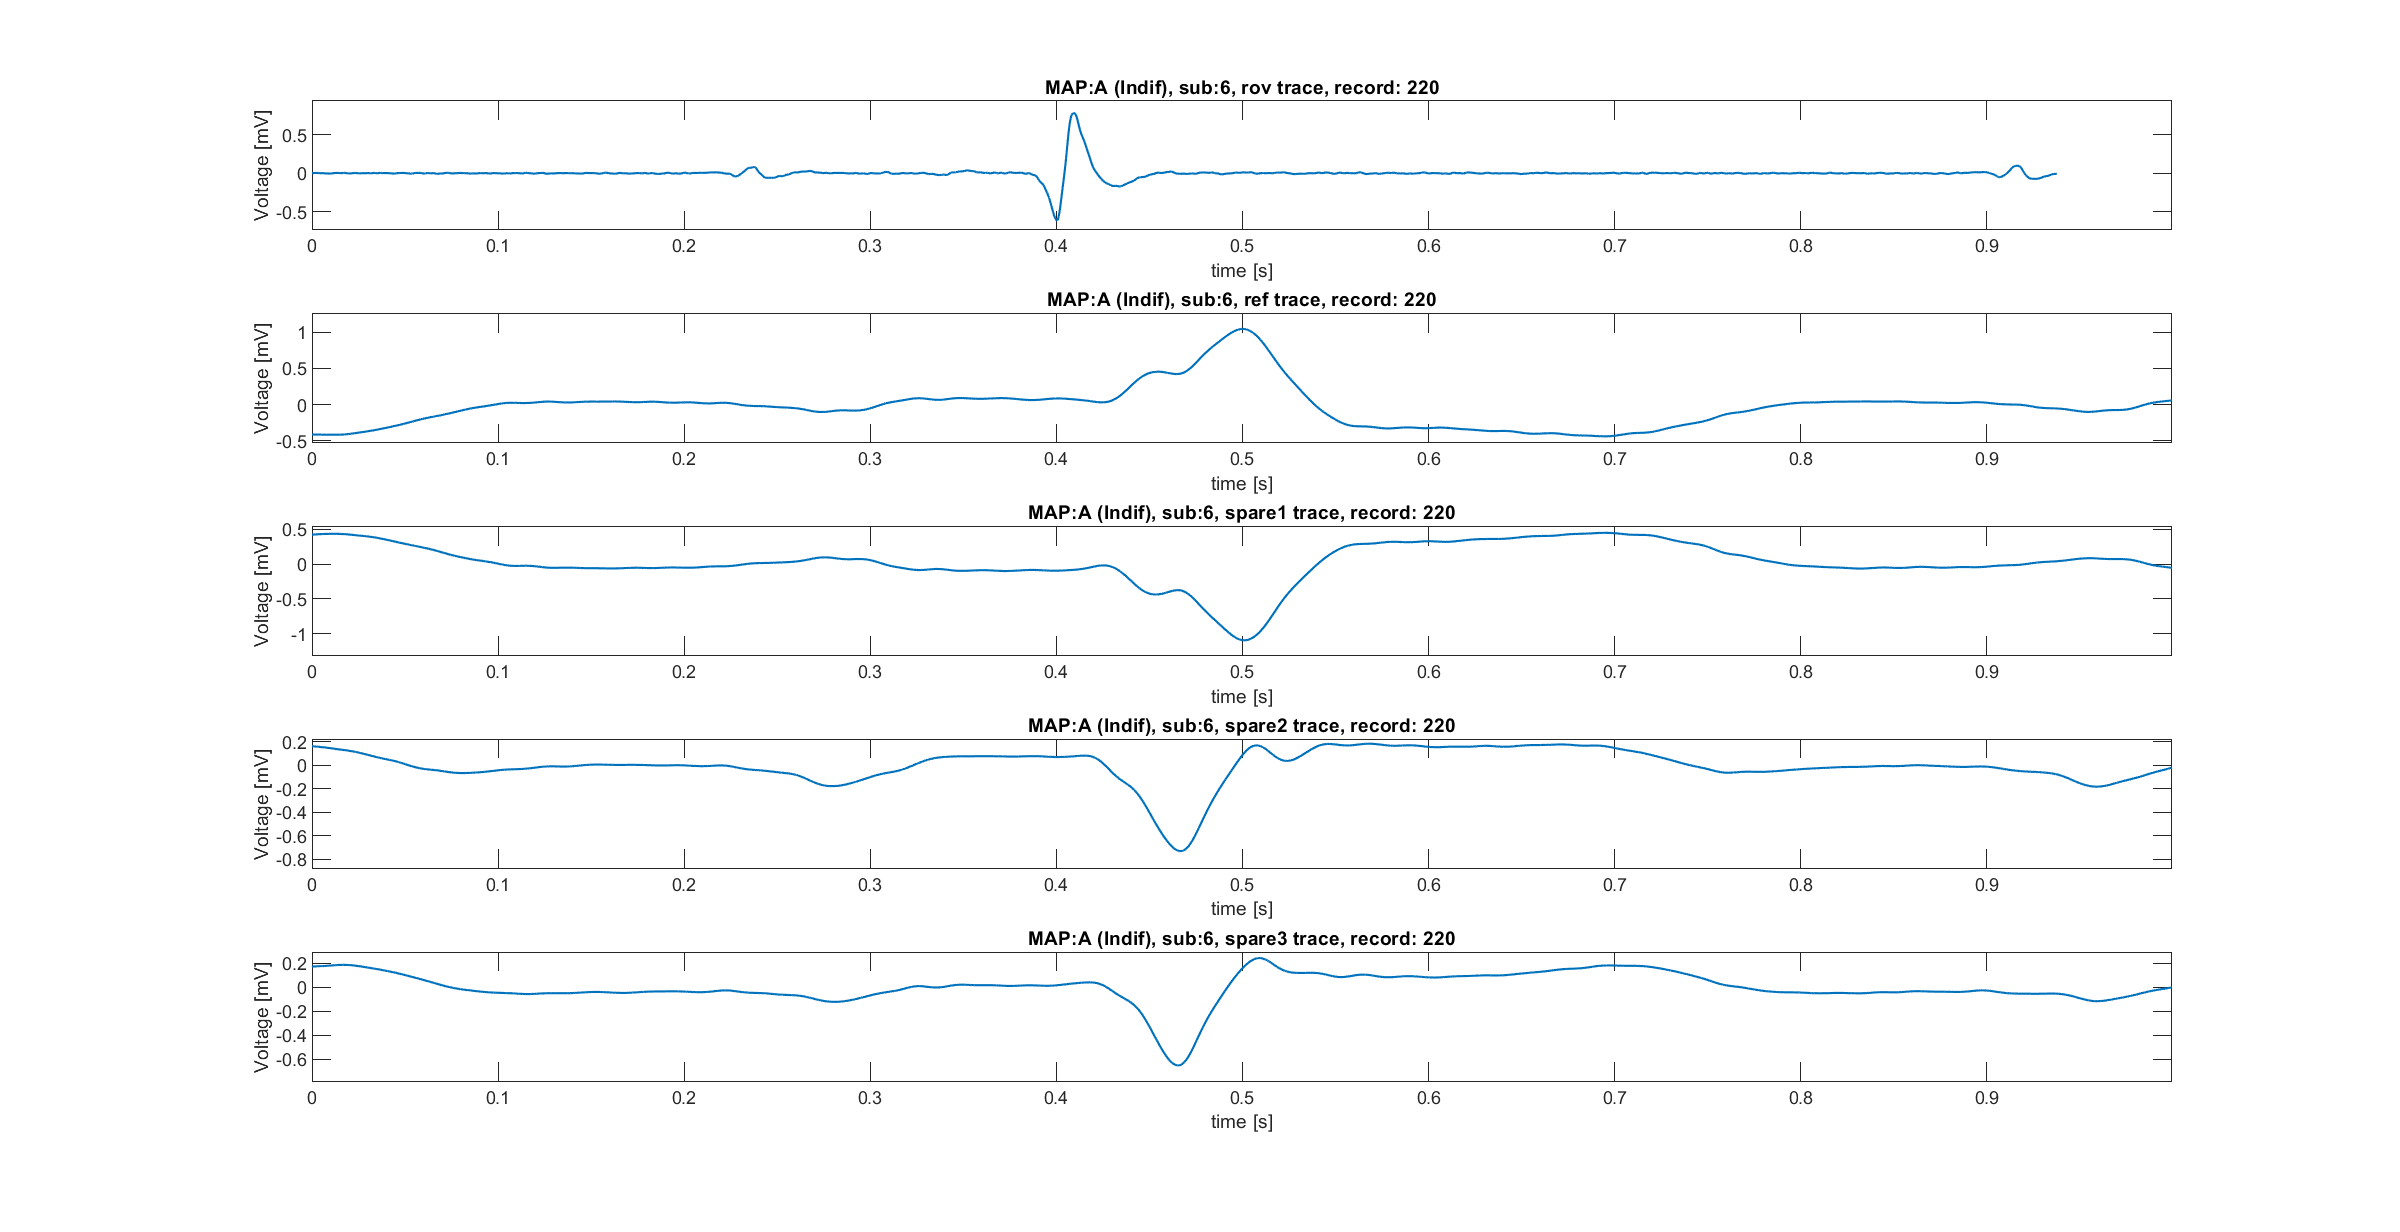 MAP:A (Indif), sub:6, rov trace, record: 220
Voltage [mV]
0.5
0
-0.5
0 0.1 0.2 0.3 0.4 0.5 0.6 0.7 0.8 0.9
time [s]
MAP:A (Indif), sub:6, ref trace, record: 220
Voltage [mV]
1
0.5
0
-0.5
0 0.1 0.2 0.3 0.4 0.5 0.6 0.7 0.8 0.9
time [s]
MAP:A (Indif), sub:6, spare1 trace, record: 220
Voltage [mV]
0.5
0
-0.5
-1
0 0.1 0.2 0.3 0.4 0.5 0.6 0.7 0.8 0.9
time [s]
MAP:A (Indif), sub:6, spare2 trace, record: 220
Voltage [mV]
0.2
0
-0.2
-0.4
-0.6
-0.8
0 0.1 0.2 0.3 0.4 0.5 0.6 0.7 0.8 0.9
time [s]
MAP:A (Indif), sub:6, spare3 trace, record: 220
Voltage [mV]
0.2
0
-0.2
-0.4
-0.6
0 0.1 0.2 0.3 0.4 0.5 0.6 0.7 0.8 0.9
time [s]